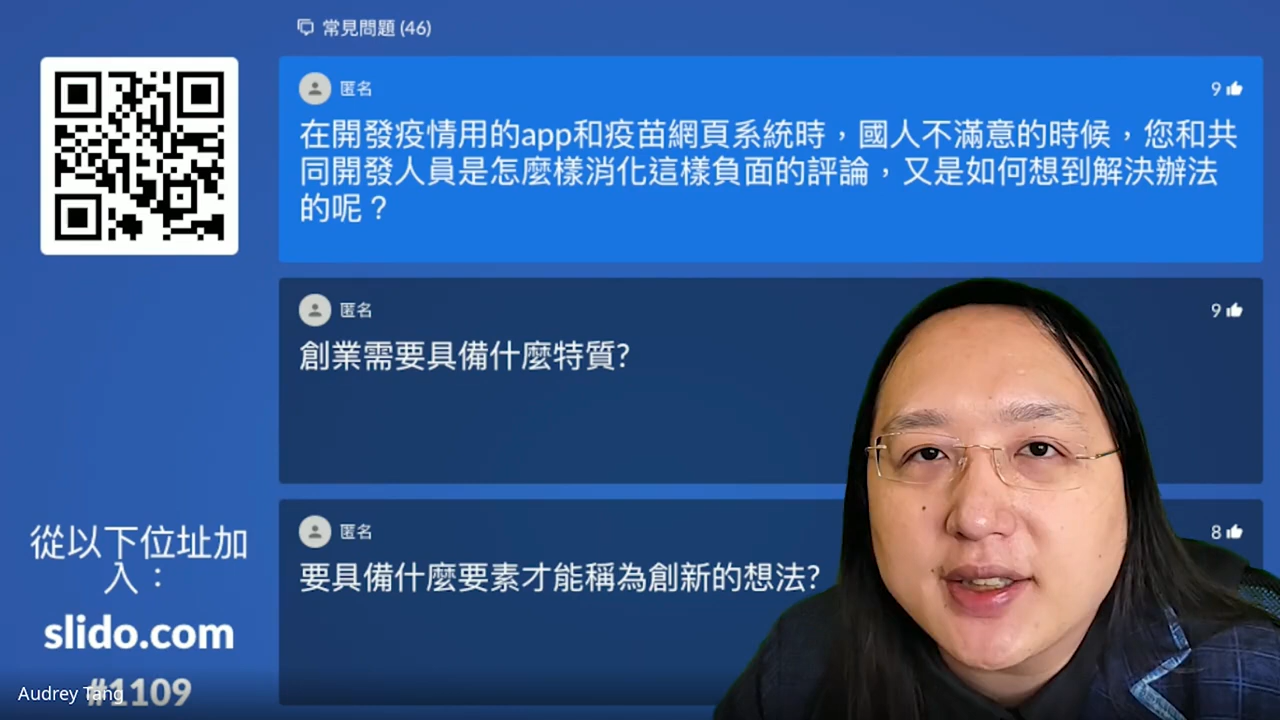 常見問題 (46)
匿名
9
在開發疫情用的app和疫苗網頁系統時，國人不滿意的時候，您和共
同開發人員是怎麼樣消化這樣負面的評論，又是如何想到解決辦法
的呢？
匿名
9
創業需要具備什麼特質?
匿名
8
要具備什麼要素才能稱為創新的想法?
從以下位址加
入：
slido.com
#1109
Audrey Tang